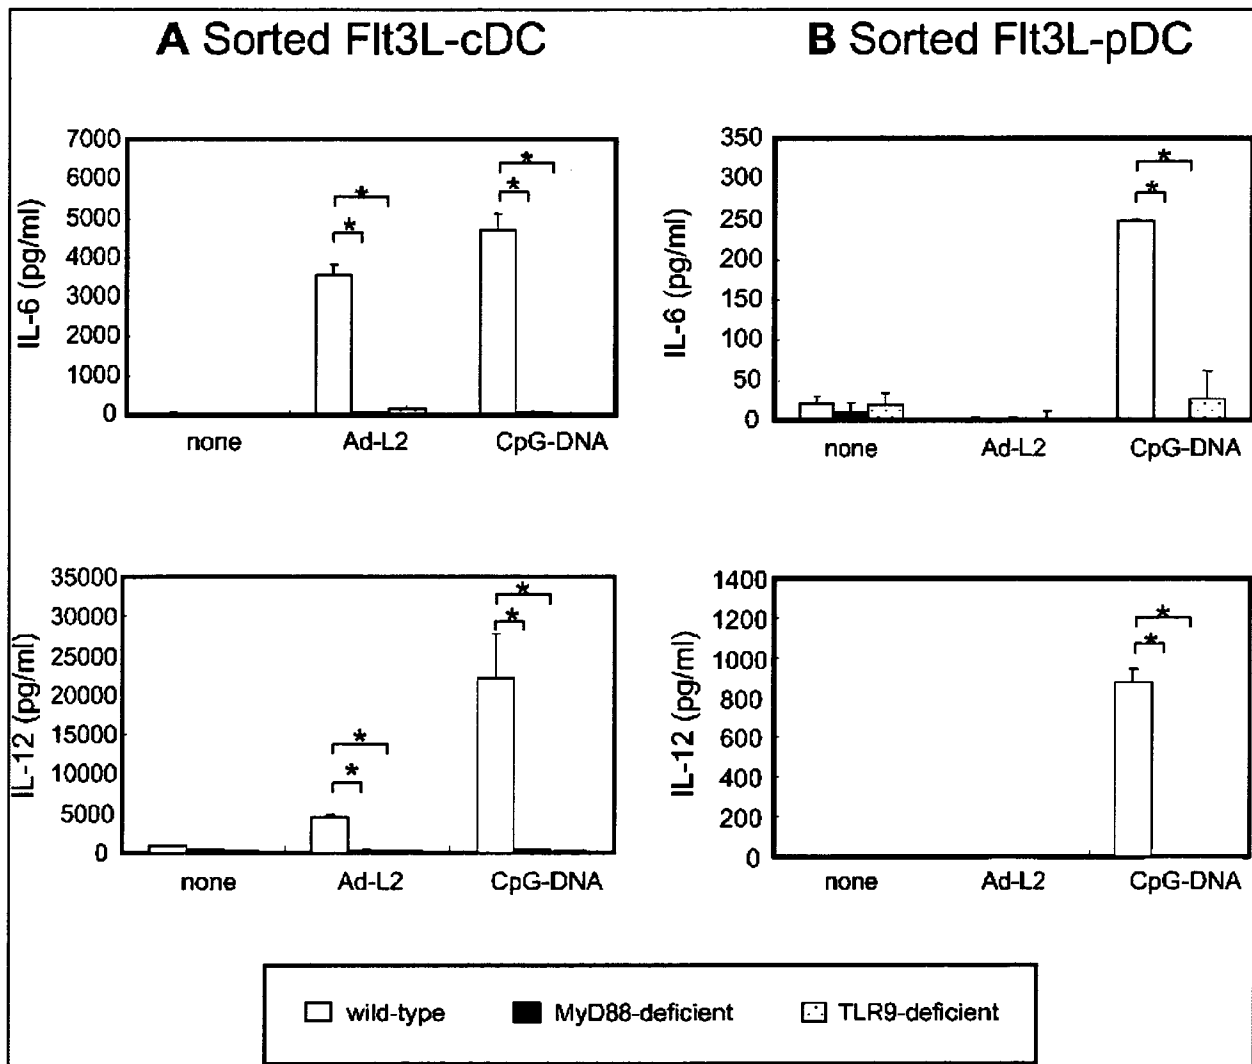 A Sorted Flt3L-cDC
IL-6 (pg/ml)
7000
6000
5000
4000
3000
2000
1000
0
* * * *
none Ad-L2 CpG-DNA
B Sorted Flt3L-pDC
IL-6 (pg/ml)
350
300
250
200
150
100
50
0
* *
none Ad-L2 CpG-DNA
IL-12 (pg/ml)
35000
30000
25000
20000
15000
10000
5000
0
* * * *
none Ad-L2 CpG-DNA
IL-12 (pg/ml)
1400
1200
1000
800
600
400
200
0
* *
none Ad-L2 CpG-DNA
wild-type MyD88-deficient TLR9-deficient